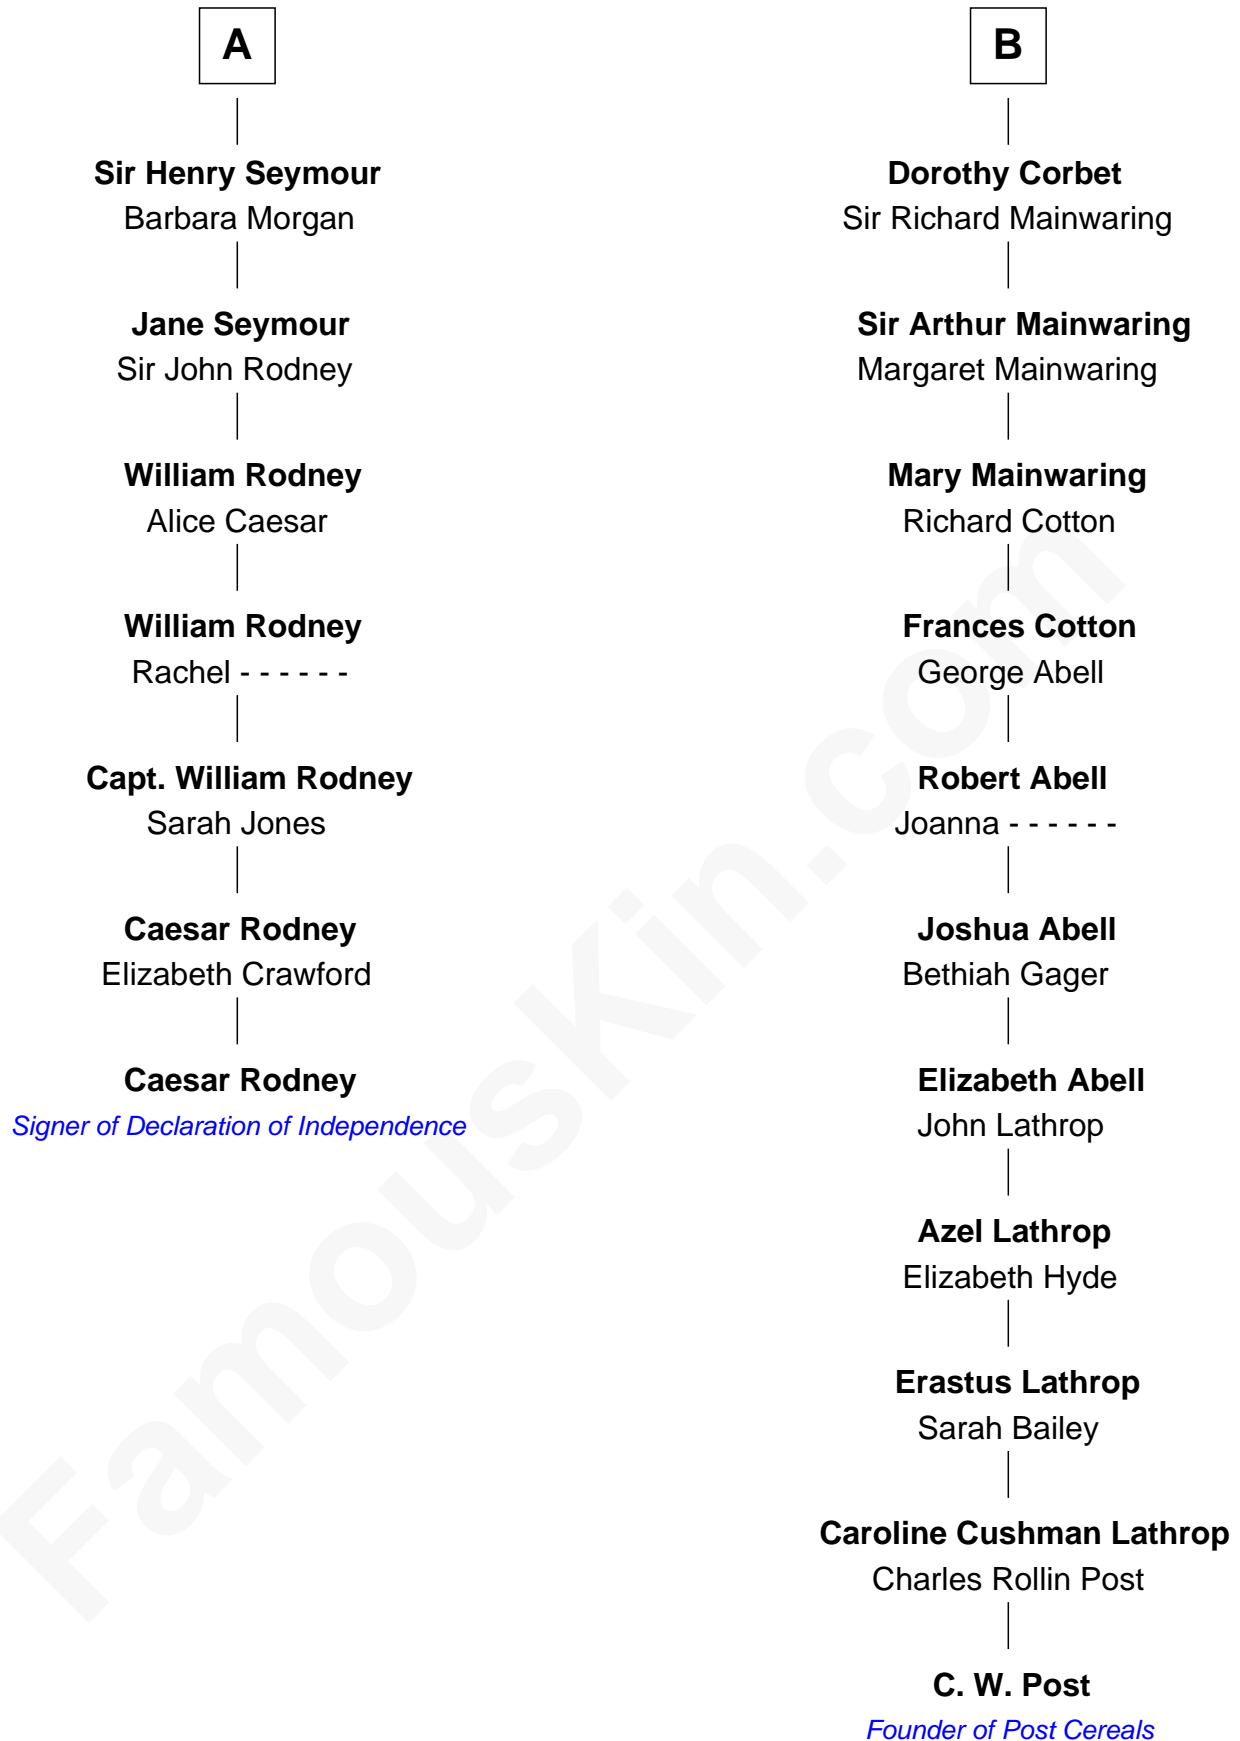 A
Sir Henry Seymour
Barbara Morgan
Jane Seymour
Sir John Rodney
William Rodney
Alice Caesar
William Rodney
Rachel - - - - - -
Capt. William Rodney
Sarah Jones
Caesar Rodney
Elizabeth Crawford
Caesar Rodney
Signer of Declaration of Independence
B
Dorothy Corbet
Sir Richard Mainwaring
Sir Arthur Mainwaring
Margaret Mainwaring
Mary Mainwaring
Richard Cotton
Frances Cotton
George Abell
Robert Abell
Joanna - - - - - -
Joshua Abell
Bethiah Gager
Elizabeth Abell
John Lathrop
Azel Lathrop
Elizabeth Hyde
Erastus Lathrop
Sarah Bailey
Caroline Cushman Lathrop
Charles Rollin Post
C. W. Post
Founder of Post Cereals
FamousKin.com